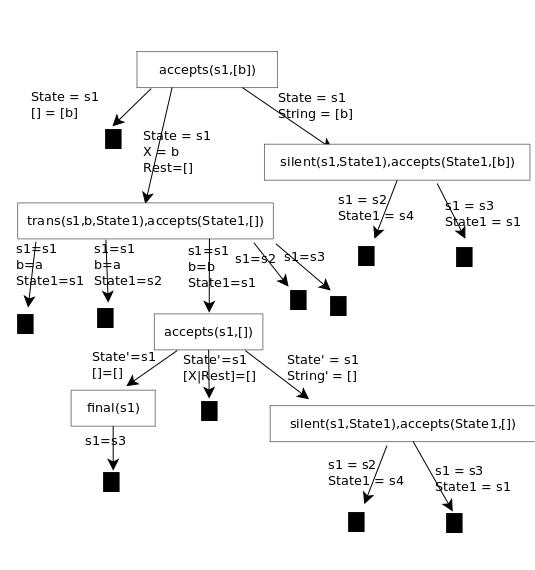 accepts(s1,[b])
State = s1
[] = [b]
State = s1
X = b
Rest=[]
State = s1
String = [b]
silent(s1,State1),accepts(State1,[b])
s1 = s2
State1 = s4
s1 = s3
State1 = s1
trans(s1,b,State1),accepts(State1,[])
s1=s1
b=a
State1=s1
s1=s1
b=a
State1=s2
s1=s1
b=b
State1=s1
s1=s2
s1=s3
accepts(s1,[])
State'=s1
[]=[]
State'=s1
[X|Rest]=[]
State' = s1
String' = []
final(s1)
silent(s1,State1),accepts(State1,[])
s1=s3
s1 = s2
State1 = s4
s1 = s3
State1 = s1